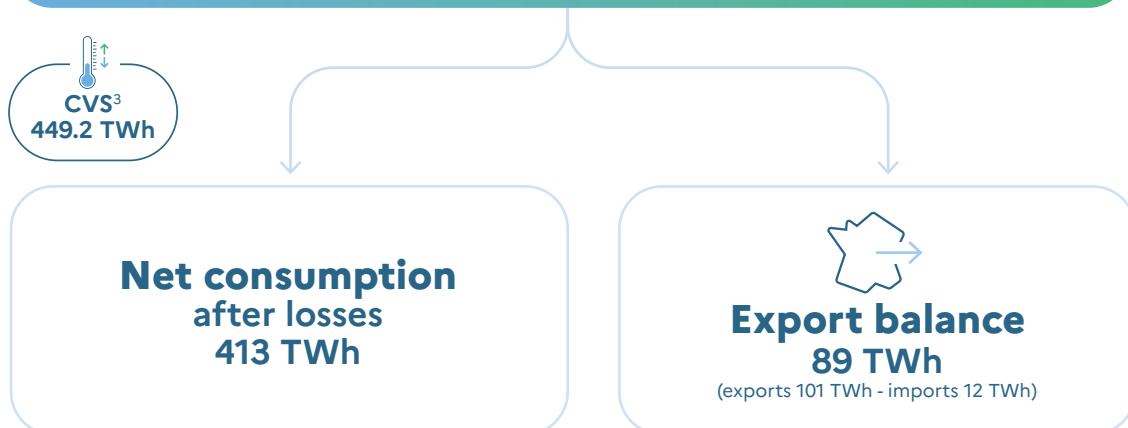 CVS³
449.2 TWh
Net consumption
after losses
413 TWh
Export balance
89 TWh
(exports 101 TWh - imports 12 TWh)